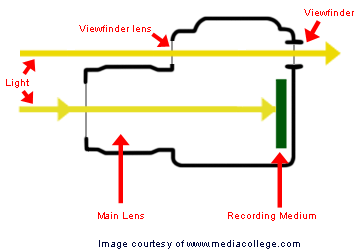 Viewfinder
Viewfinder lens
Light
Main Lens
Recording Medium
Image courtesy of www.mediacollege.com